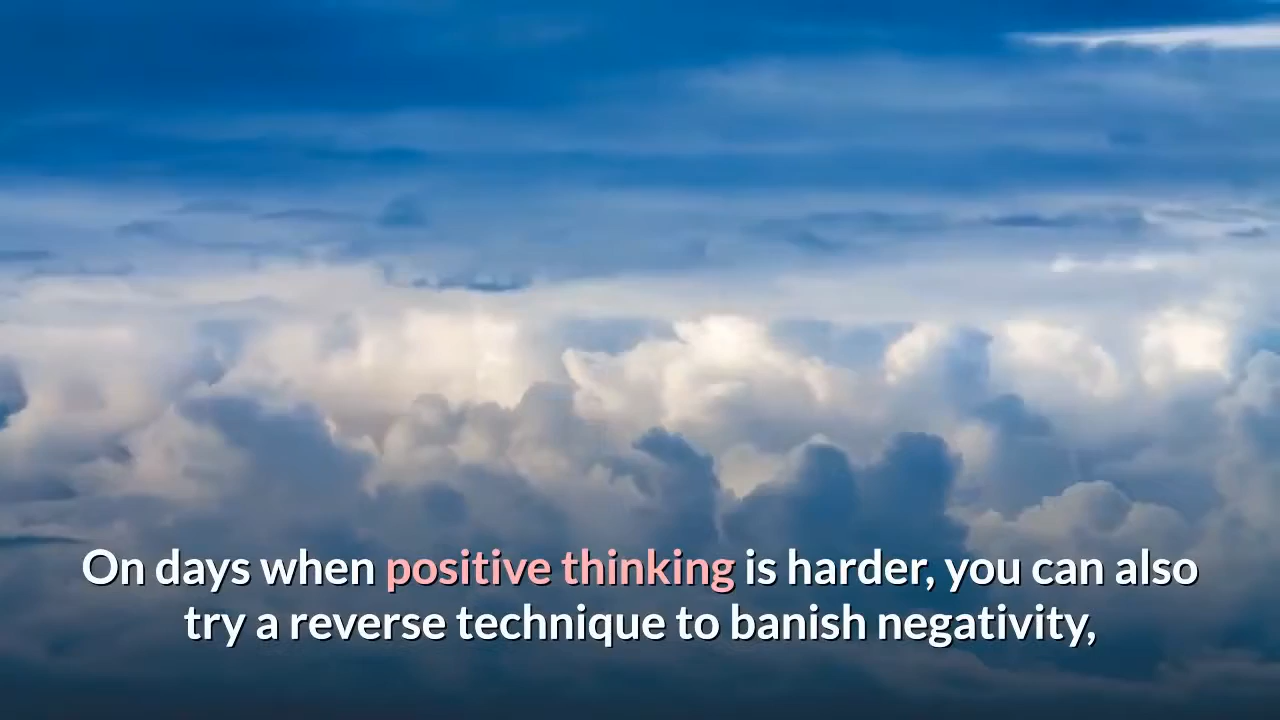 On days when positive thinking is harder, you can also
try a reverse technique to banish negativity,